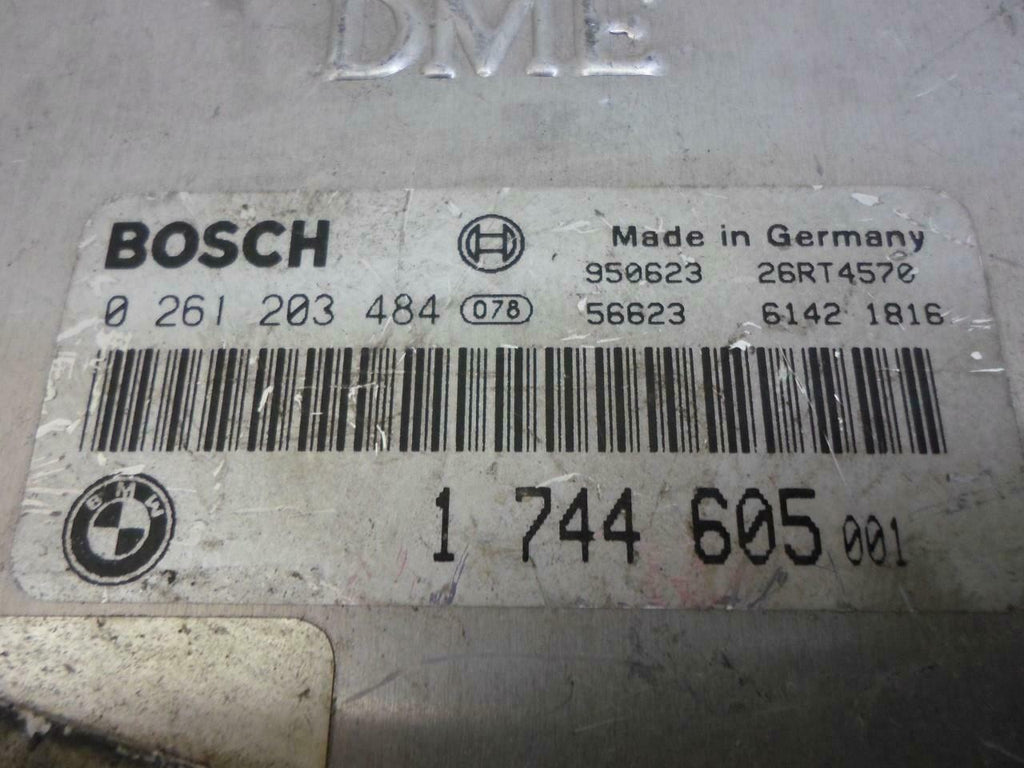 DME
BOSCH Made in Germany
950623 26RT4570
0 261 203 484 078 56623 6142 1816
BMW 1 744 605 001